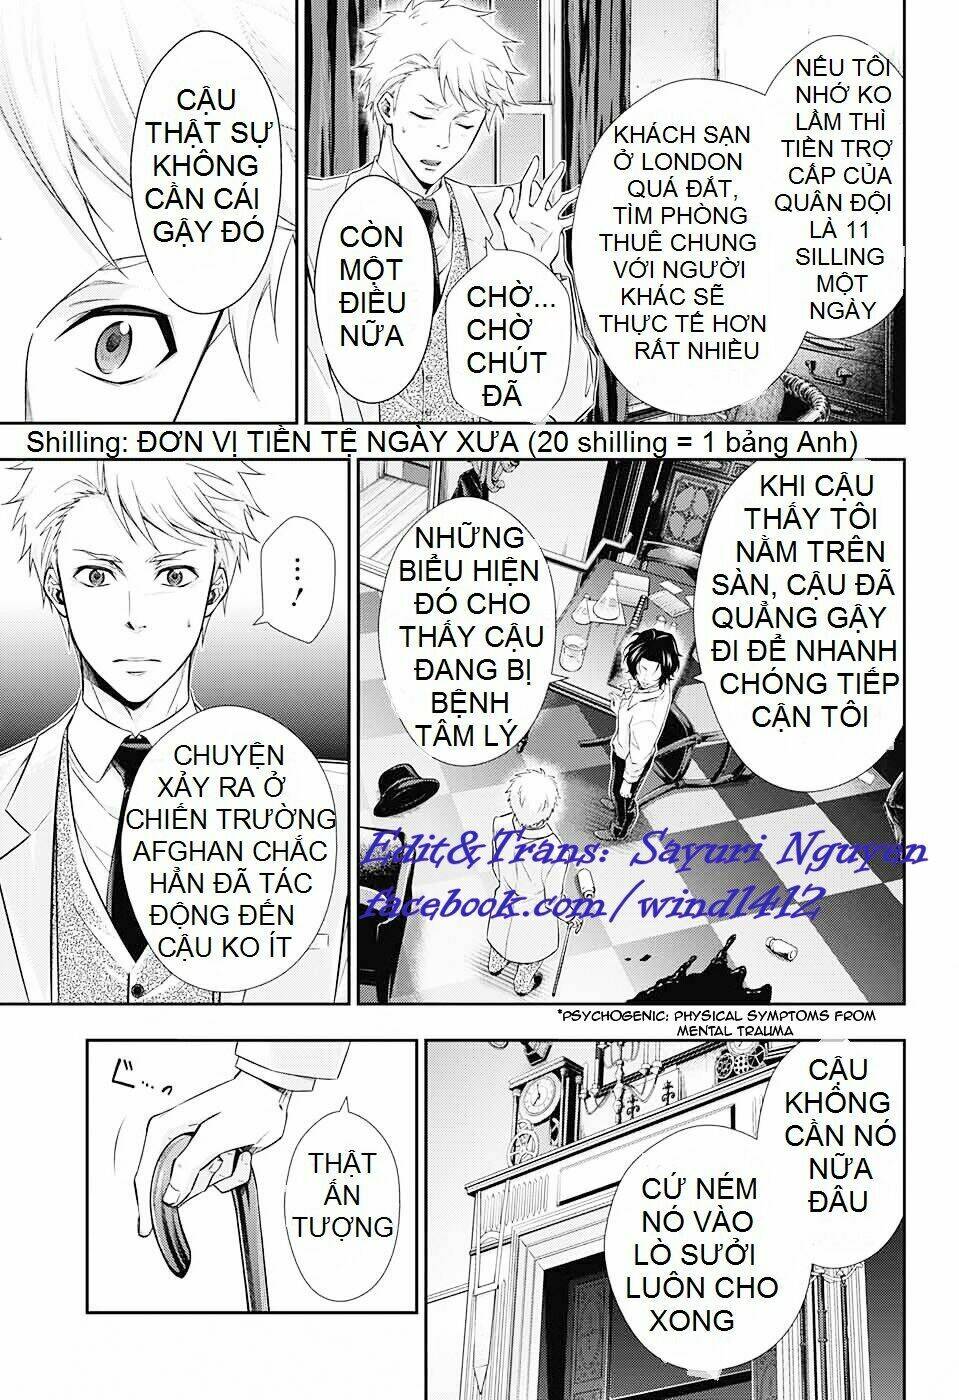 NẾU TÔI
NHỚ KO
LẦM THÌ
TIỀN TRỢ
CẤP CỦA
QUÂN ĐỘI
LÀ 11
SILLING
MỘT
NGÀY
KHÁCH SẠN
Ở LONDON
QUÁ ĐẮT,
TÌM PHÒNG
THUÊ CHUNG
VỚI NGƯỜI
KHÁC SẼ
THỰC TẾ HƠN
RẤT NHIỀU
CHỜ...
CHỜ
CHÚT
ĐÃ
CÒN
MỘT
ĐIỀU
NỮA
CẬU
THẬT SỰ
KHÔNG
CẦN CÁI
GẬY ĐÓ
Shilling: ĐƠN VỊ TIỀN TỆ NGÀY XƯA (20 shilling = 1 bảng Anh)
KHI CẬU
THẤY TÔI
NẰM TRÊN
SÀN, CẬU ĐÃ
QUẢNG GẬY
ĐI ĐỂ NHANH
CHÓNG TIẾP
CẬN TÔI
NHỮNG
BIỂU HIỆN
ĐÓ CHO
THẤY CẬU
ĐANG BỊ
BỆNH
TÂM LÝ
...!
CHUYỆN
XẢY RA Ở
CHIẾN TRƯỜNG
AFGHAN CHẮC
HẲN ĐÃ TÁC
ĐỘNG ĐẾN
CẬU KO ÍT
Edit&Trans: Sayuri Nguyen
facebook.com/wind1412
*PSYCHOGENIC: PHYSICAL SYMPTOMS FROM
MENTAL TRAUMA
CẬU
KHÔNG
CẦN NÓ
NỮA
ĐÂU
CỨ NÉM
NÓ VÀO
LÒ SƯỞI
LUÔN CHO
XONG
THẬT
ẤN
TƯỢNG